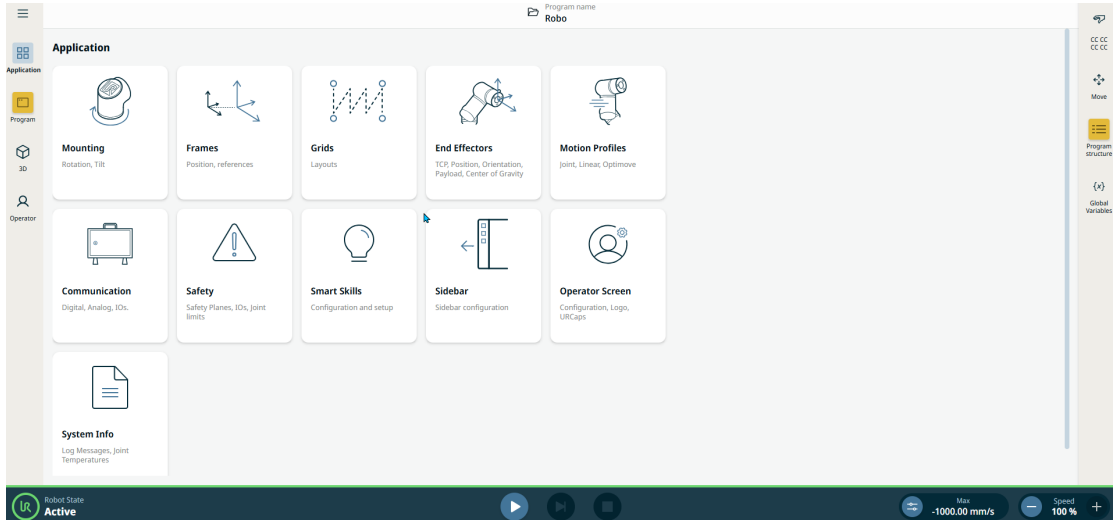 Program name
Robo
Application
Application
Program
3D
Operator
Mounting
Rotation, Tilt
Frames
Position, references
Grids
Layouts
End Effectors
TCP, Position, Orientation,
Payload, Center of Gravity
Motion Profiles
Joint, Linear, Optimove
Communication
Digital, Analog, IOs.
Safety
Safety Planes, IOs, Joint
limits
Smart Skills
Configuration and setup
Sidebar
Sidebar configuration
Operator Screen
Configuration, Logo,
URCaps
System Info
Log Messages, Joint
Temperatures
CC CC
CC CC
Move
Program
structure
{x}
Global
Variables
UR
Robot State
Active
Max
-1000.00 mm/s
Speed
100 %